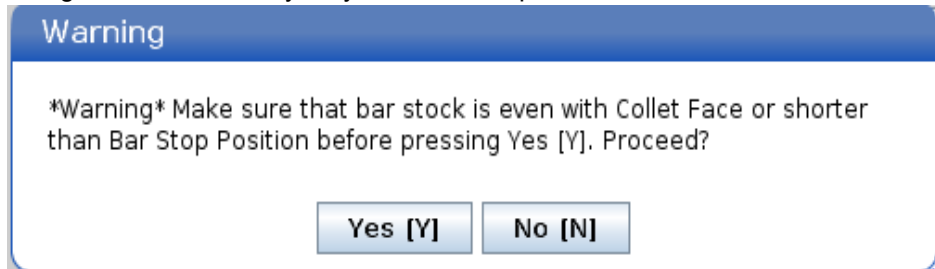 Warning
*Warning* Make sure that bar stock is even with Collet Face or shorter
than Bar Stop Position before pressing Yes [Y]. Proceed?
Yes [Y] No [N]